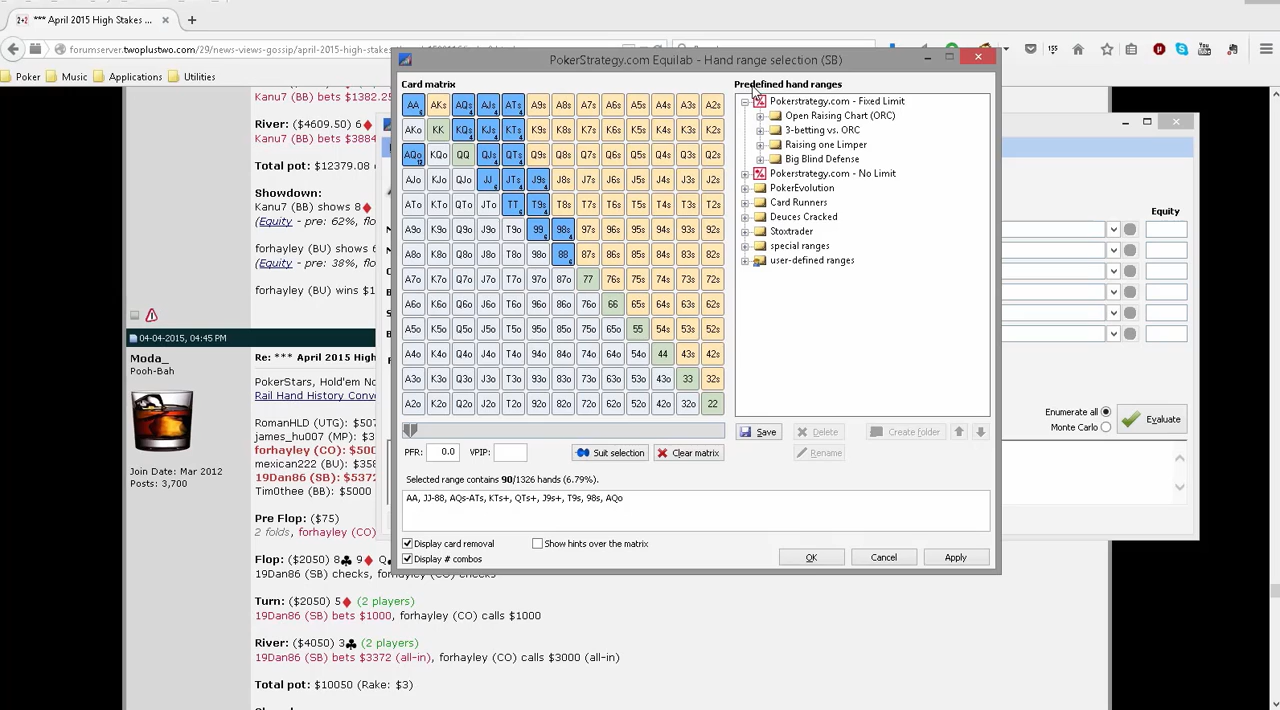 *** April 2015 High Stakes ...
forumserver.twoplustwo.com/29/news-views-gossip/april-2015-high-stakes
Poker
Music
Applications
Utilities
Kanu7 (BB) bets $1382.25
River: ($4609.50) 6♦
Kanu7 (BB) bets $3884
Total pot: $12379.08
Showdown:
Kanu7 (BB) shows 8♦
(Equity - pre: 62%, flo
forhayley (BU) shows 6
(Equity - pre: 38%, flo
forhayley (BU) wins $1
04-04-2015, 04:45 PM
Moda_
Pooh-Bah
Join Date: Mar 2012
Posts: 3,700
Re: *** April 2015 High
PokerStars, Hold'em No
Rail Hand History Conv
RomanHLD (UTG): $507
james_hu007 (MP): $3
forhayley (CO): $500
mexican222 (BU): $358
19Dan86 (SB): $5372
Tim0thee (BB): $5000
Pre Flop: ($75)
2 folds, forhayley (CO)
Flop: ($2050) 8♣ 9♦ Q
19Dan86 (SB) checks, forhayley (CO) checks
Turn: ($2050) 5♦ (2 players)
19Dan86 (SB) bets $1000, forhayley (CO) calls $1000
River: ($4050) 3♣ (2 players)
19Dan86 (SB) bets $3372 (all-in), forhayley (CO) calls $3000 (all-in)
Total pot: $10050 (Rake: $3)
PokerStrategy.com Equilab - Hand range selection (SB)
Card matrix
AA AKs AQs AJs ATs A9s A8s A7s A6s A5s A4s A3s A2s
AKo KK KQs KJs KTs K9s K8s K7s K6s K5s K4s K3s K2s
AQo KQo QQ QJs QTs Q9s Q8s Q7s Q6s Q5s Q4s Q3s Q2s
AJo KJo QJo JJ JTs J9s J8s J7s J6s J5s J4s J3s J2s
ATo KTo QTo JTo TT T9s T8s T7s T6s T5s T4s T3s T2s
A9o K9o Q9o J9o T9o 99 98s 97s 96s 95s 94s 93s 92s
A8o K8o Q8o J8o T8o 98o 88 87s 86s 85s 84s 83s 82s
A7o K7o Q7o J7o T7o 97o 87o 77 76s 75s 74s 73s 72s
A6o K6o Q6o J6o T6o 96o 86o 76o 66 65s 64s 63s 62s
A5o K5o Q5o J5o T5o 95o 85o 75o 65o 55 54s 53s 52s
A4o K4o Q4o J4o T4o 94o 84o 74o 64o 54o 44 43s 42s
A3o K3o Q3o J3o T3o 93o 83o 73o 63o 53o 43o 33 32s
A2o K2o Q2o J2o T2o 92o 82o 72o 62o 52o 42o 32o 22
PFR: 0.0 VPIP:
Suit selection
Clear matrix
Selected range contains 90/1326 hands (6.79%).
AA, JJ-88, AQs-ATs, KTs+, QTs+, J9s+, T9s, 98s, AQo
Display card removal
Show hints over the matrix
Display # combos
OK
Cancel
Apply
Predefined hand ranges
Pokerstrategy.com - Fixed Limit
Open Raising Chart (ORC)
3-betting vs. ORC
Raising one Limper
Big Blind Defense
Pokerstrategy.com - No Limit
PokerEvolution
Card Runners
Deuces Cracked
Stoxtrader
special ranges
user-defined ranges
Save
Delete
Create folder
Rename
Equity
Enumerate all
Monte Carlo
Evaluate